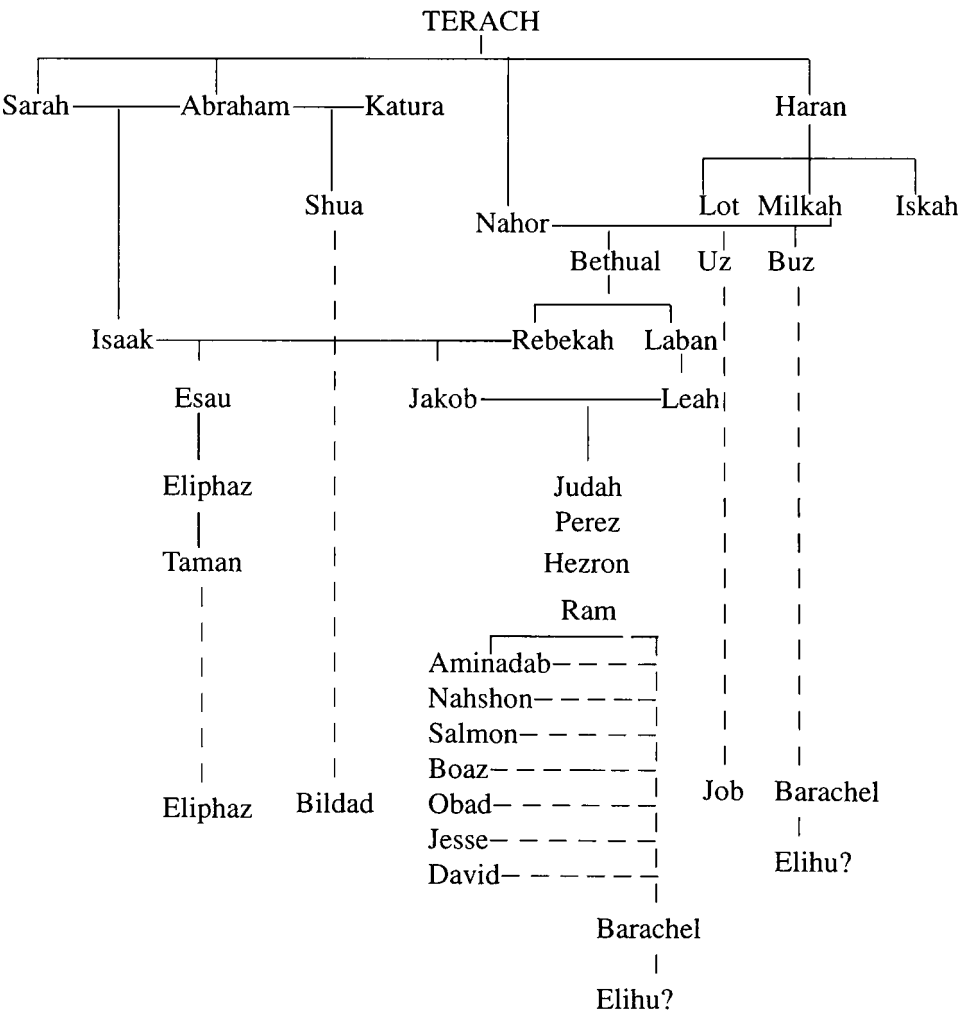 TERACH
Sarah Abraham Katura Haran
Shua Lot Milkah Iskah
Nahor
Bethual Uz Buz
Isaak Rebekah Laban
Esau Jakob Leah
Eliphaz Judah
Perez
Taman Hezron
Ram
Aminadab
Nahshon
Salmon
Boaz Job Barachel
Obad
Eliphaz Bildad
Jesse
David Elihu?
Barachel
Elihu?